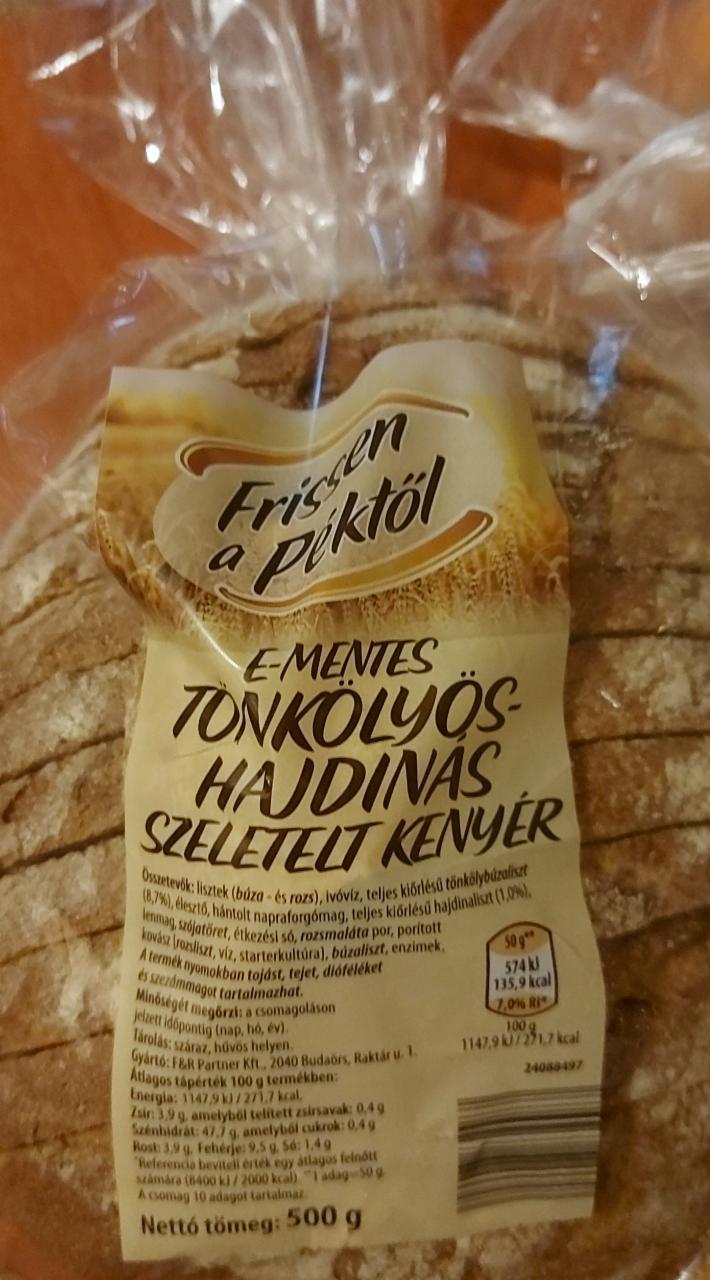 Frissen
a Péktől
E-MENTES
TÖNKÖLYÖS-
HAJDINÁS
SZELETELT KENYÉR
Összetevők: lisztek (búza - és rozs), ivóvíz, teljes kiőrlésű tönkölybúzaliszt
(8,7%), élesztő, hántolt napraforgómag, teljes kiőrlésű hajdinaliszt (1,0%),
lenmag, szójatöret, étkezési só, rozsmaláta por, porított
kovász [rozsliszt, víz, starterkultúra], búzaliszt, enzimek.
A termék nyomokban tojást, tejet, dióféléket
és szezámmagot tartalmazhat.
Minőségét megőrzi: a csomagoláson
jelzett időpontig (nap, hó, év).
Tárolás: száraz, hűvös helyen.
Gyártó: F&R Partner Kft., 2040 Budaörs, Raktár u. 1.
Átlagos tápérték 100 g termékben:
Energia: 1147,9 kJ / 271,7 kcal,
Zsír: 3,9 g, amelyből telített zsírsavak: 0,4 g
Szénhidrát: 47,7 g, amelyből cukrok: 0,4 g
Rost: 3,9 g, Fehérje: 9,5 g, Só: 1,4 g
*Referencia beviteli érték egy átlagos felnőtt
számára (8400 kJ / 2000 kcal) **1 adag=50 g.
A csomag 10 adagot tartalmaz.
Nettó tömeg: 500 g
50 g**
574 kJ
135,9 kcal
7,0% RI*
100 g
1147,9 kJ / 271,7 kcal
24088497